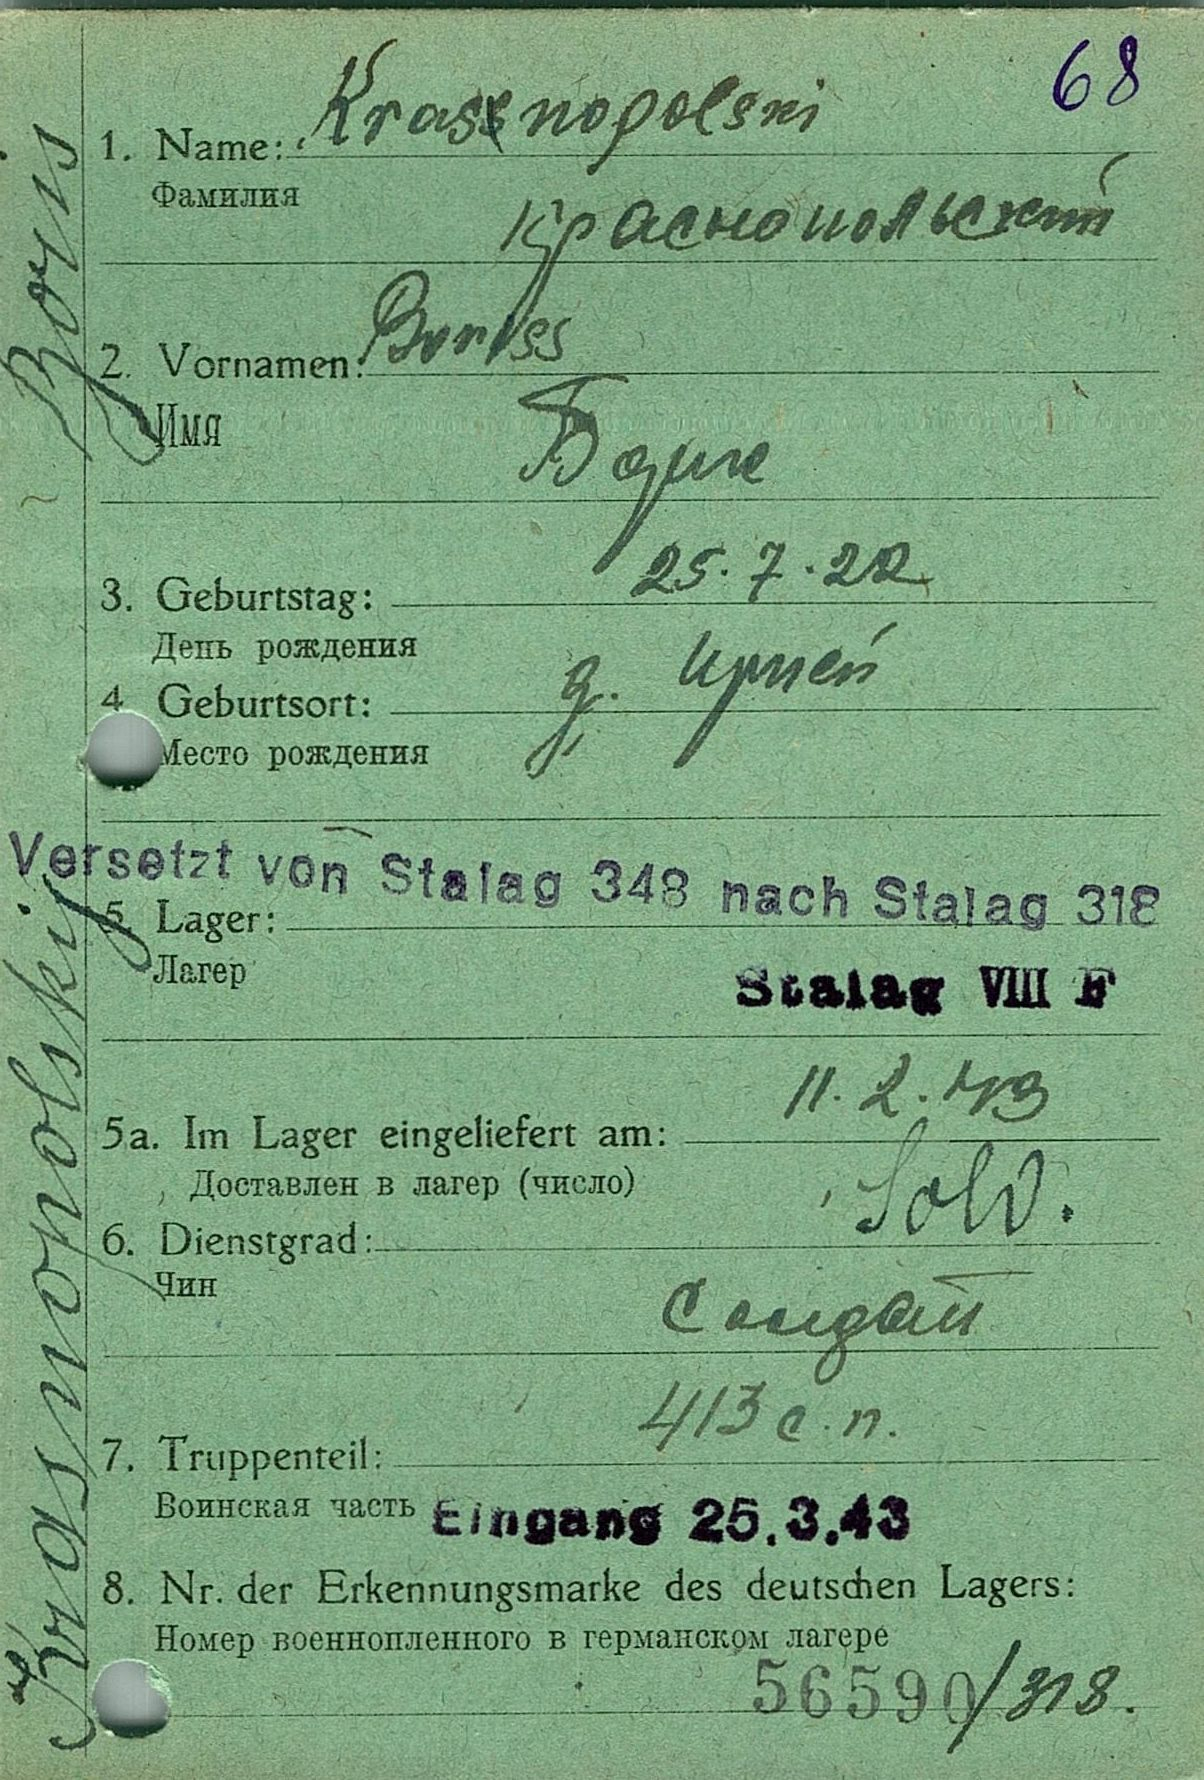 68
1. Name: Krassnopolski
Фамилия
Краснопольский
2. Vornamen: Boriss
Имя
Борис
3. Geburtstag: 25.7.22
День рождения
4. Geburtsort: д.
Место рождения
Versetzt von Stalag 348 nach Stalag 318
5. Lager:
Лагер
Stalag VIII F
11.2.43
5a. Im Lager eingeliefert am:
Доставлен в лагер (число)
6. Dienstgrad: Sold.
Чин
Солдат
7. Truppenteil: 413 с.п.
Воинская часть Eingang 25.3.43
8. Nr. der Erkennungsmarke des deutschen Lagers:
Номер военнопленного в германском лагере
56590/318.
Krasnopolskij Boris